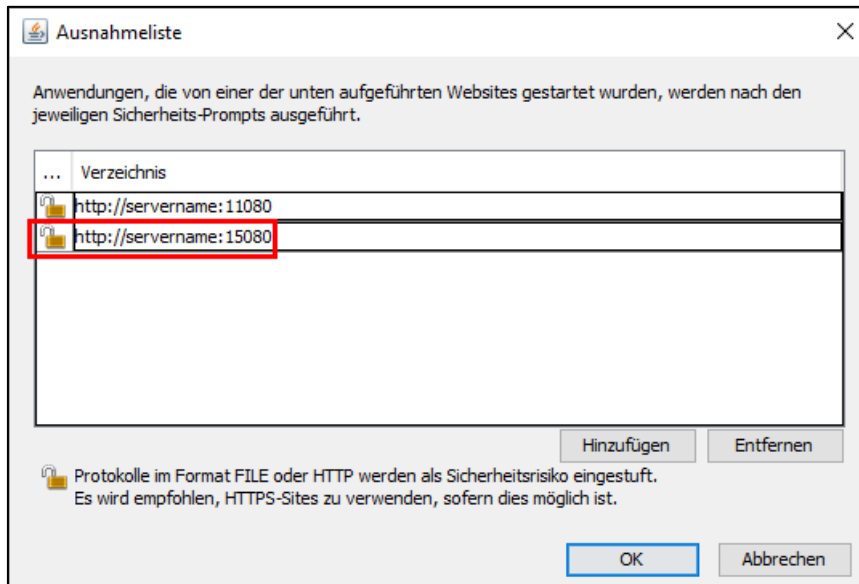 Ausnahmeliste
Anwendungen, die von einer der unten aufgeführten Websites gestartet wurden, werden nach den
jeweiligen Sicherheits-Prompts ausgeführt.
... Verzeichnis
http://servername:11080
http://servername:15080
Hinzufügen Entfernen
Protokolle im Format FILE oder HTTP werden als Sicherheitsrisiko eingestuft.
Es wird empfohlen, HTTPS-Sites zu verwenden, sofern dies möglich ist.
OK Abbrechen